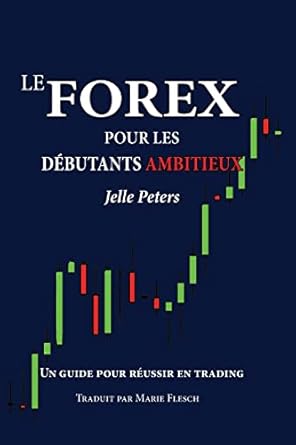 LE FOREX
POUR LES
DÉBUTANTS AMBITIEUX
Jelle Peters
UN GUIDE POUR RÉUSSIR EN TRADING
TRADUIT PAR MARIE FLESCH